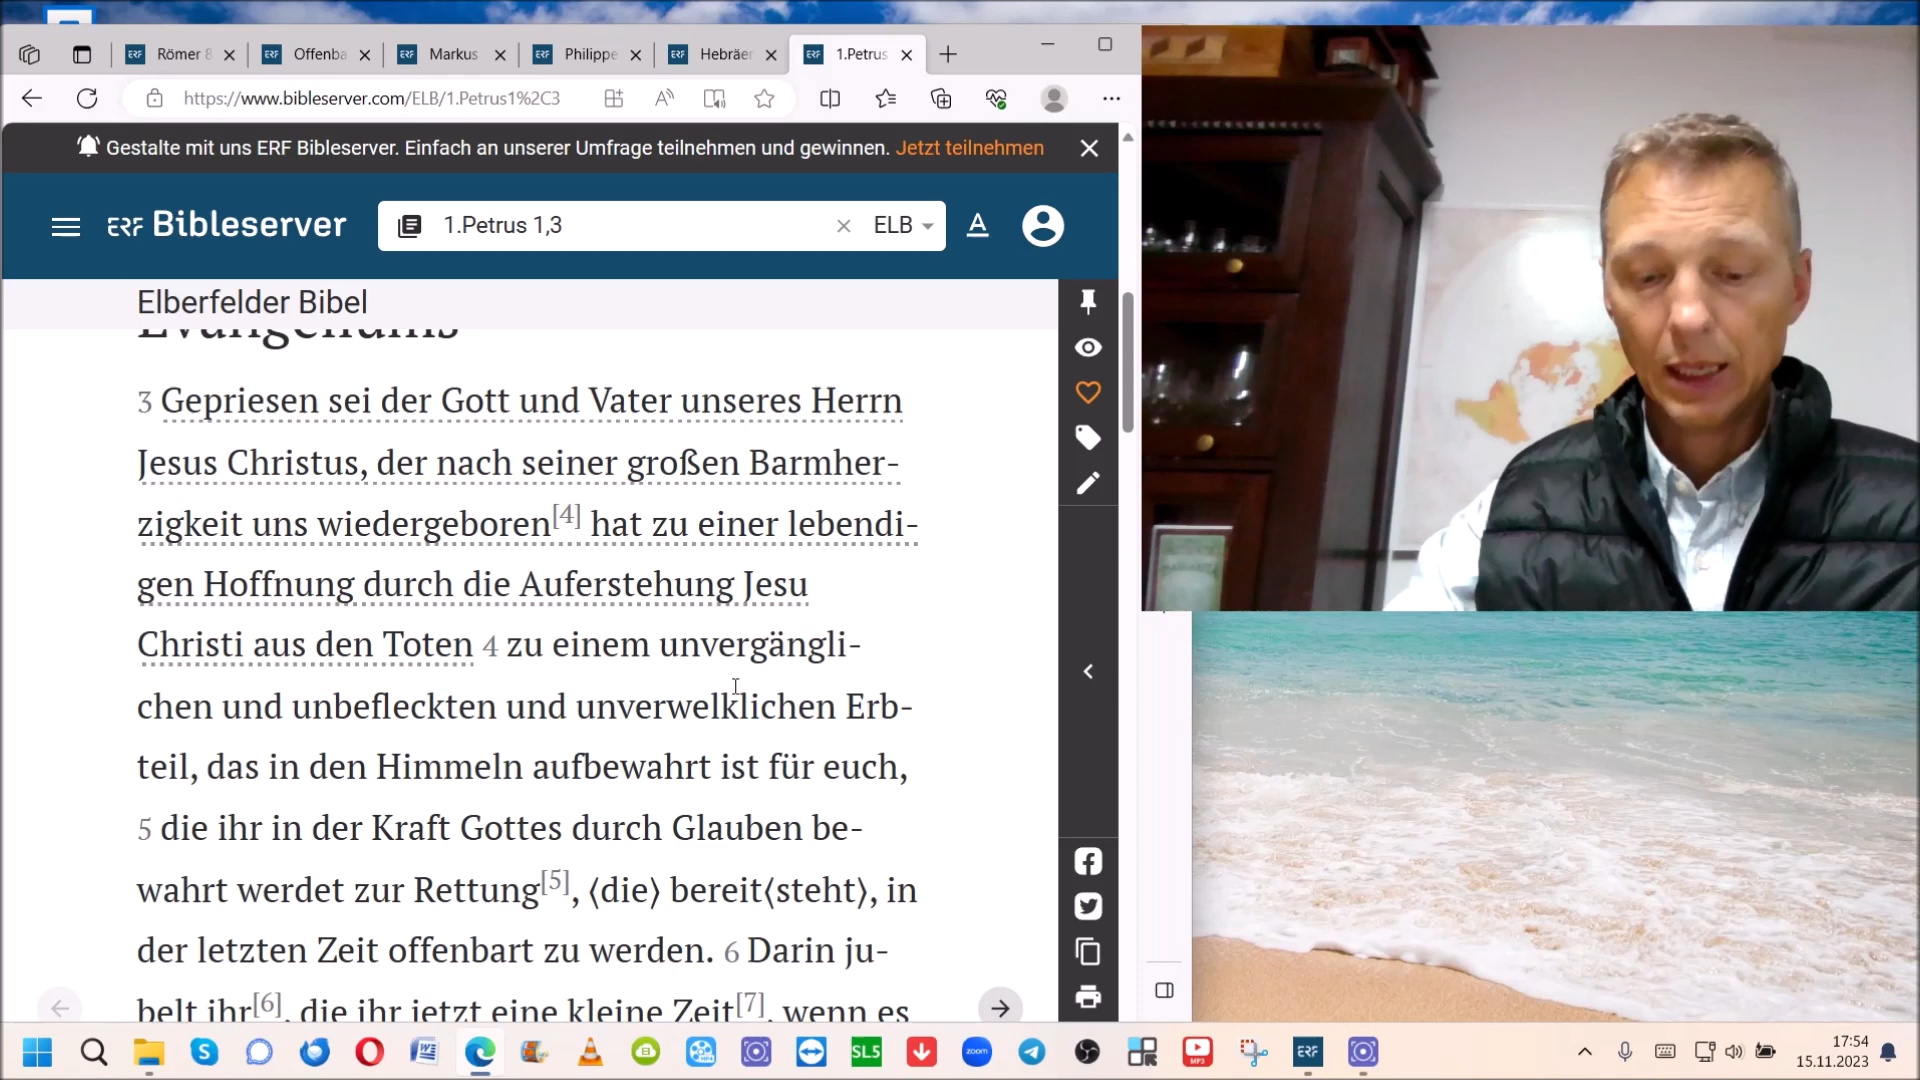 Römer 8
Offenba
Markus
Philippe
Hebräer
1.Petrus
https://www.bibleserver.com/ELB/1.Petrus1%2C3
Gestalte mit uns ERF Bibleserver. Einfach an unserer Umfrage teilnehmen und gewinnen. Jetzt teilnehmen
ERF Bibleserver
1.Petrus 1,3
ELB
A
Elberfelder Bibel
Evangeliums
3 Gepriesen sei der Gott und Vater unseres Herrn
Jesus Christus, der nach seiner großen Barmher-
zigkeit uns wiedergeboren[4] hat zu einer lebendi-
gen Hoffnung durch die Auferstehung Jesu
Christi aus den Toten 4 zu einem unvergängli-
chen und unbefleckten und unverwelklichen Erb-
teil, das in den Himmeln aufbewahrt ist für euch,
5 die ihr in der Kraft Gottes durch Glauben be-
wahrt werdet zur Rettung[5], ⟨die⟩ bereit⟨steht⟩, in
der letzten Zeit offenbart zu werden. 6 Darin ju-
belt ihr[6], die ihr jetzt eine kleine Zeit[7], wenn es
SL5
zoom
MP3
ERF
17:54
15.11.2023